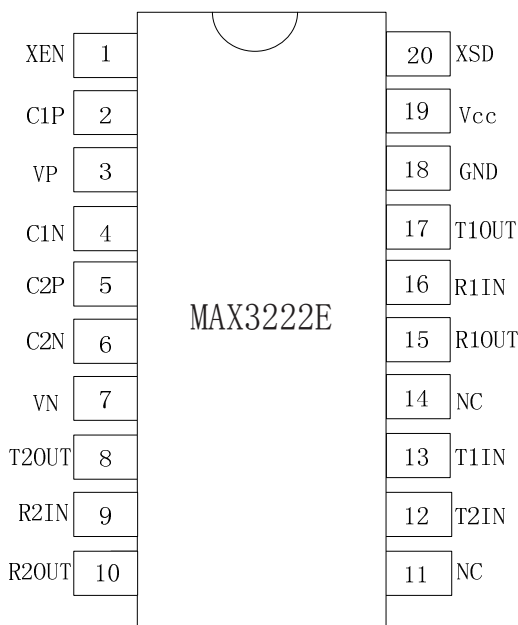 XEN 1 20 XSD
C1P 2 19 Vcc
VP 3 18 GND
C1N 4 17 T1OUT
C2P 5 16 R1IN
MAX3222E
C2N 6 15 R1OUT
VN 7 14 NC
T2OUT 8 13 T1IN
R2IN 9 12 T2IN
R2OUT 10 11 NC